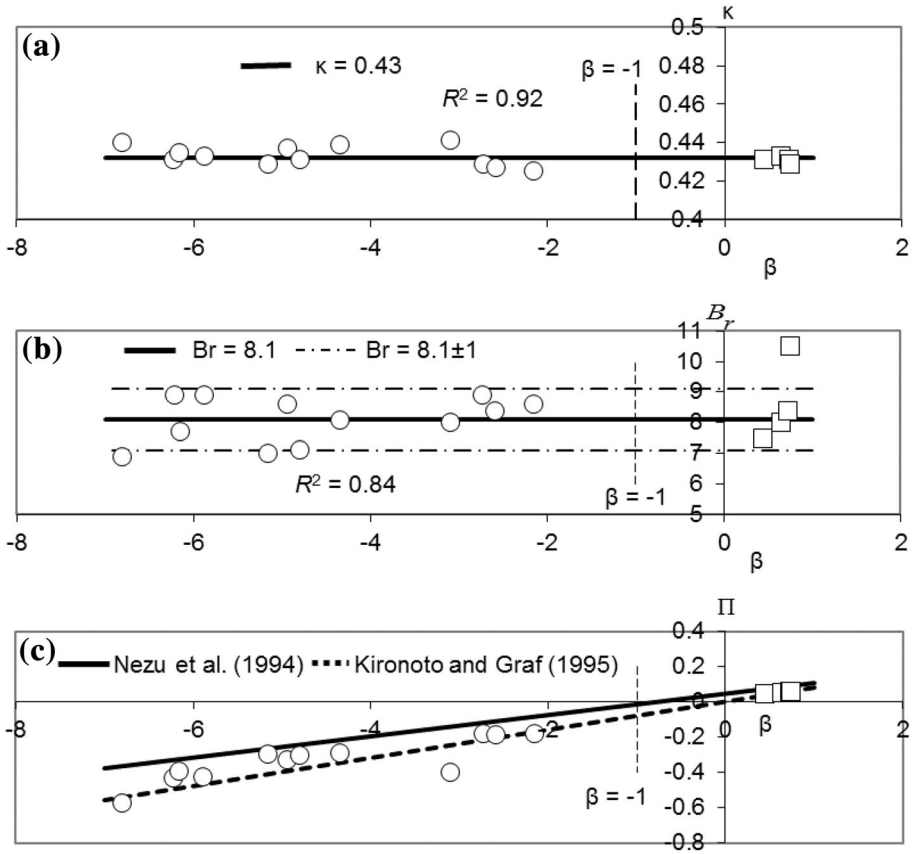 (a)
κ
κ = 0.43
R² = 0.92
β = -1
0.5
0.48
0.46
0.44
0.42
0.4
-8 -6 -4 -2 0 2
β
(b)
Br
Br = 8.1 Br = 8.1±1
R² = 0.84
β = -1
11
10
9
8
7
6
5
-8 -6 -4 -2 0 2
β
(c)
Π
Nezu et al. (1994) Kironoto and Graf (1995)
β = -1
0.4
0.2
0
-0.2
-0.4
-0.6
-0.8
-8 -6 -4 -2 0 2
β